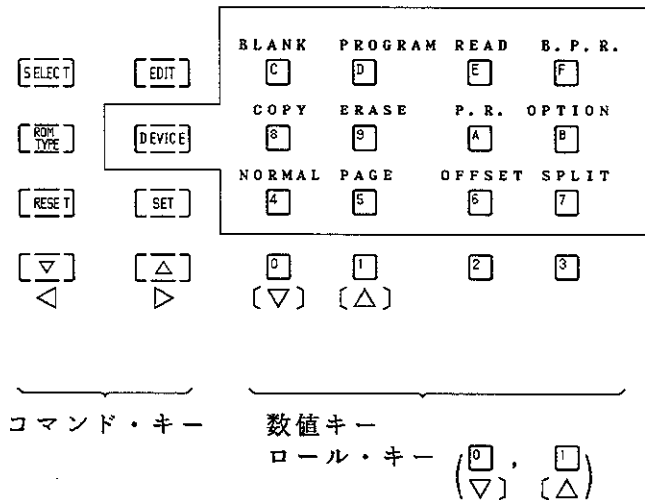 BLANK PROGRAM READ B.P.R.
SELECT EDIT C D E F
COPY ERASE P.R. OPTION
ROM TYPE DEVICE 8 9 A B
NORMAL PAGE OFFSET SPLIT
RESET SET 4 5 6 7
▽ △ 0 1 2 3
◁ ▷ (▽) (△)
コマンド・キー 数値キー
ロール・キー (0, 1)
(▽ △)